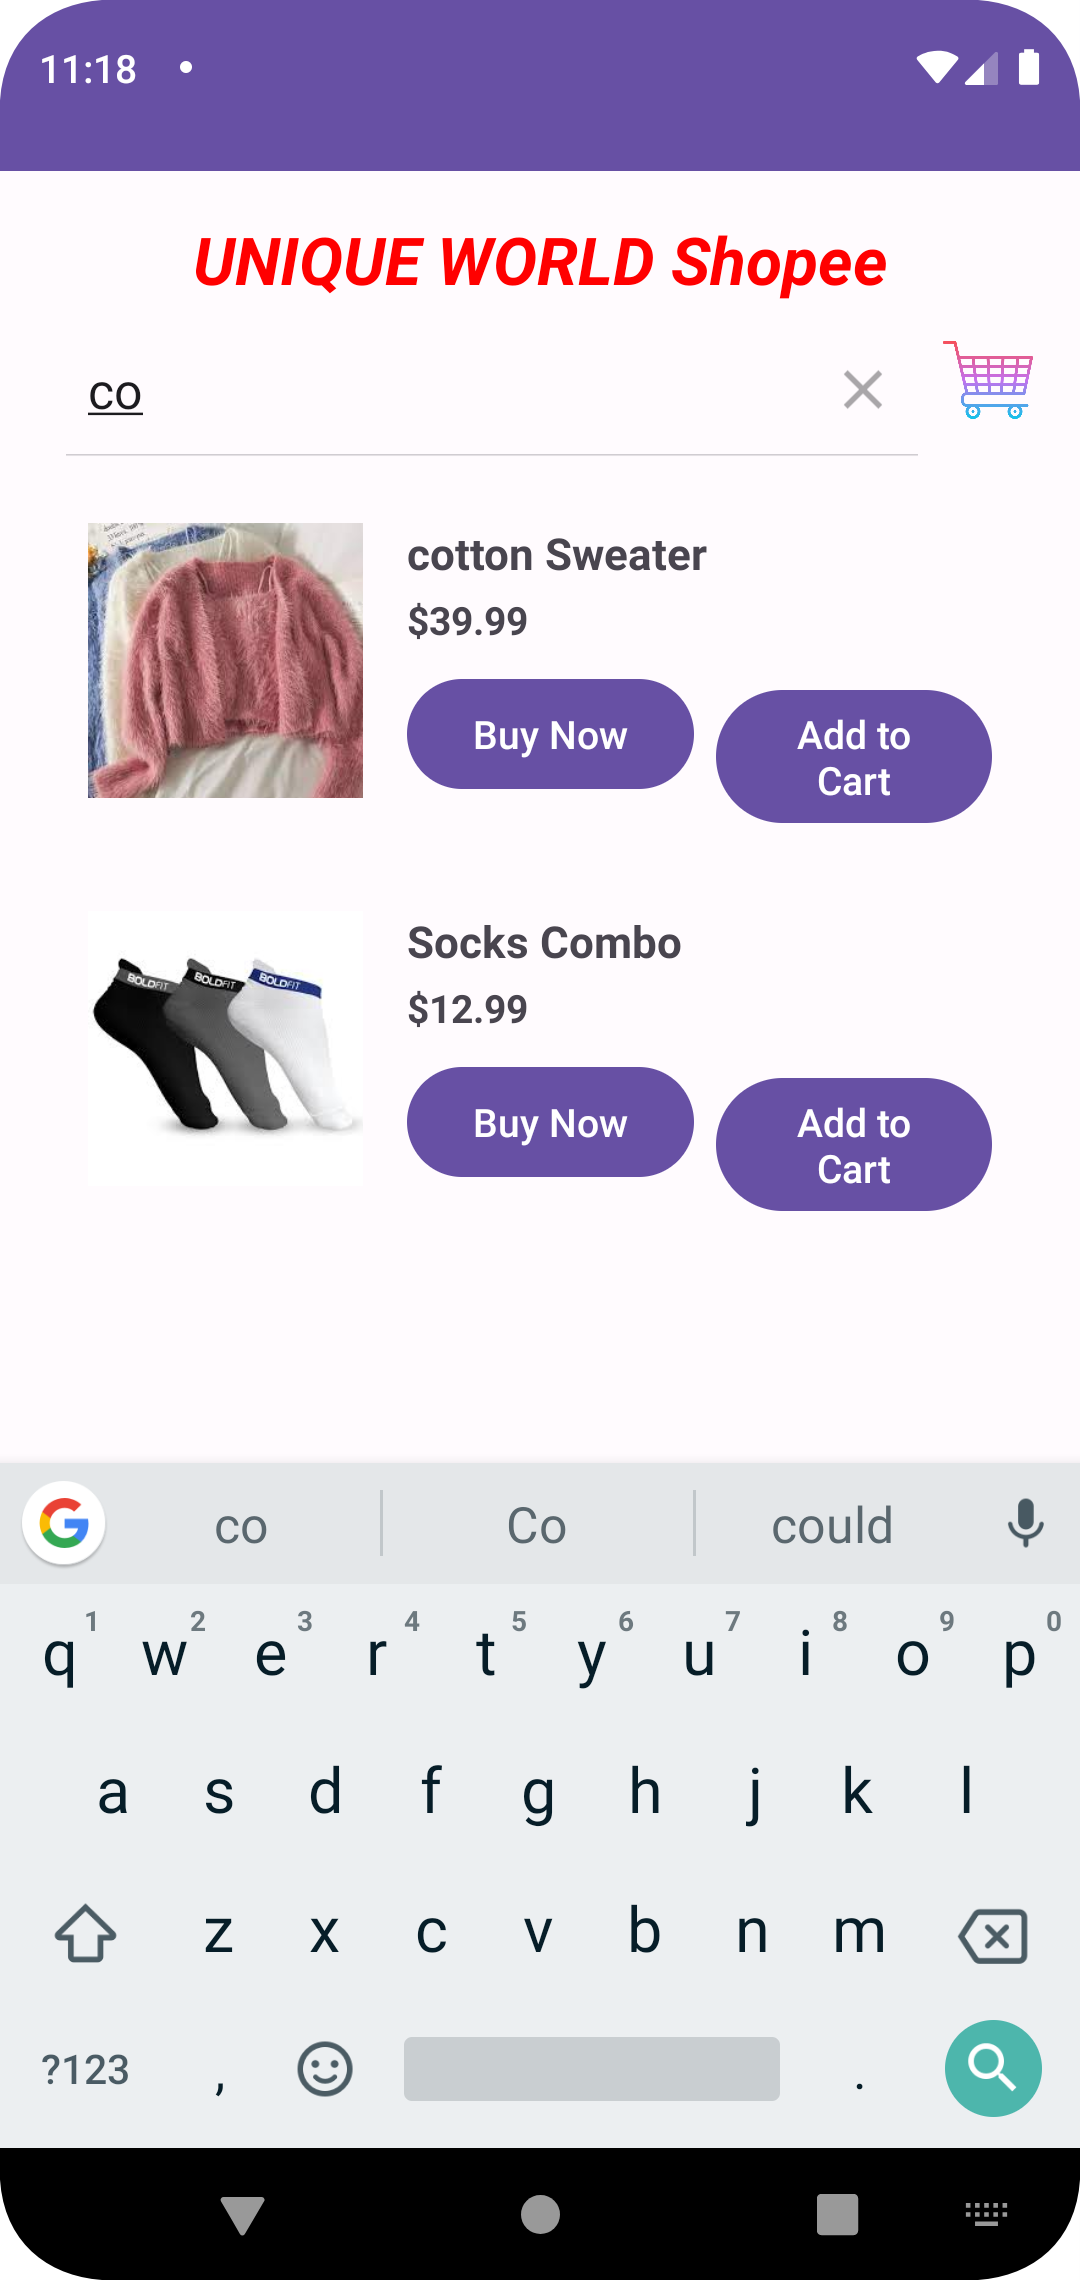 11:18
UNIQUE WORLD Shopee
co
cotton Sweater
$39.99
Buy Now
Add to
Cart
BOLDFIT BOLDFIT BOLDFIT
Socks Combo
$12.99
Buy Now
Add to
Cart
co Co could
1 2 3 4 5 6 7 8 9 0
q w e r t y u i o p
a s d f g h j k l
z x c v b n m
?123 , .